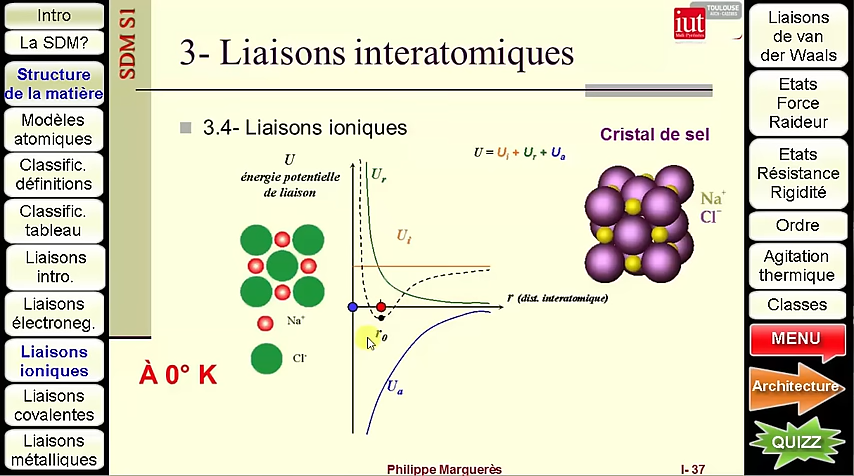 Intro
La SDM?
Structure
de la matière
Modèles
atomiques
Classific.
définitions
Classific.
tableau
Liaisons
intro.
Liaisons
électroneg.
Liaisons
ioniques
Liaisons
covalentes
Liaisons
métalliques
SDM S1
3- Liaisons interatomiques
iut
TOULOUSE
3.4- Liaisons ioniques
U
énergie potentielle
de liaison
U = Ui + Ur + Ua
Ur
Ui
r (dist. interatomique)
r0
Ua
Na+
Cl-
À 0° K
Cristal de sel
Na+
Cl-
Philippe Marguerès
I- 37
Liaisons
de van
der Waals
Etats
Force
Raideur
Etats
Résistance
Rigidité
Ordre
Agitation
thermique
Classes
MENU
Architecture
QUIZZ